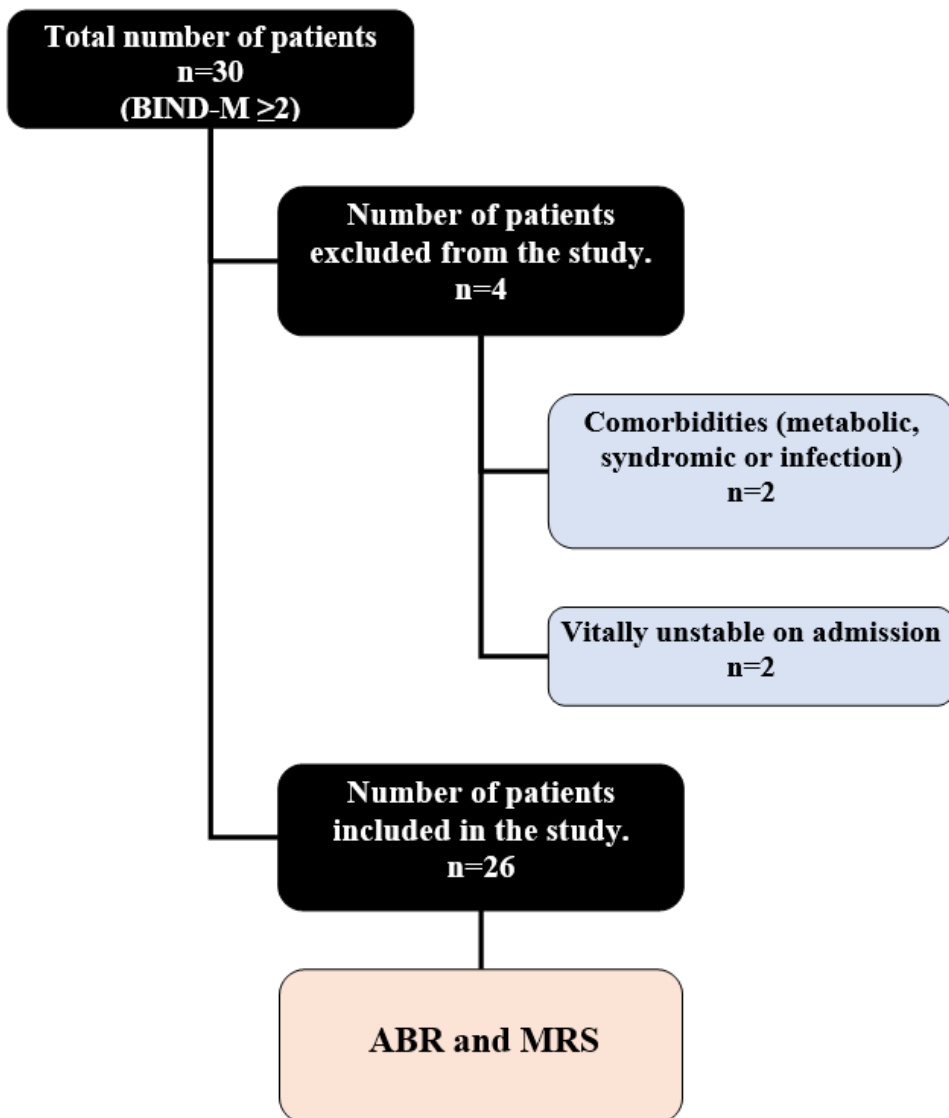 Total number of patients
n=30
(BIND-M ≥2)
Number of patients
excluded from the study.
n=4
Comorbidities (metabolic,
syndromic or infection)
n=2
Vitally unstable on admission
n=2
Number of patients
included in the study.
n=26
ABR and MRS